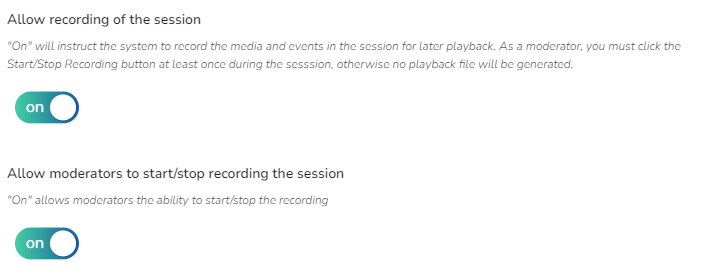 Allow recording of the session
"On" will instruct the system to record the media and events in the session for later playback. As a moderator, you must click the
Start/Stop Recording button at least once during the sesssion, otherwise no playback file will be generated.
on
Allow moderators to start/stop recording the session
"On" allows moderators the ability to start/stop the recording
on